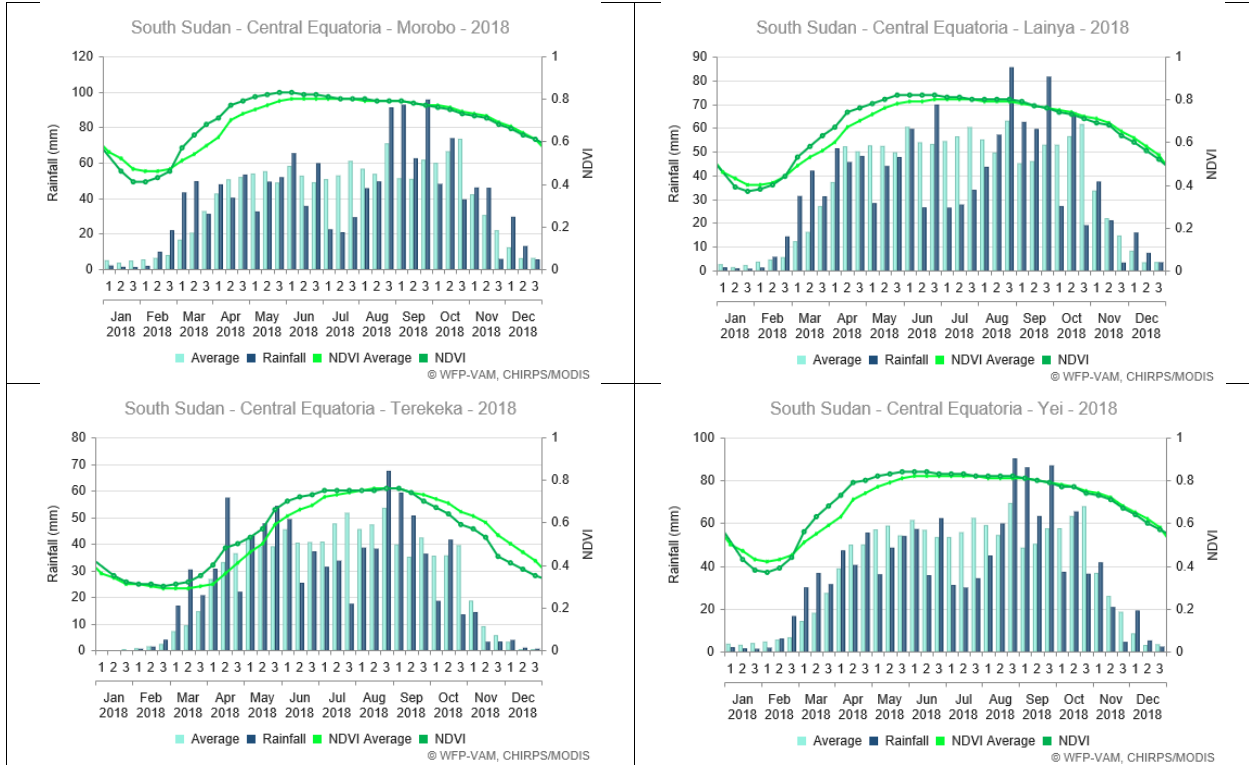 South Sudan - Central Equatoria - Morobo - 2018
120
100
80
60
40
20
0
Rainfall (mm)
1
0.8
0.6
0.4
0.2
0
NDVI
1 2 3 1 2 3 1 2 3 1 2 3 1 2 3 1 2 3 1 2 3 1 2 3 1 2 3 1 2 3 1 2 3 1 2 3
Jan Feb Mar Apr May Jun Jul Aug Sep Oct Nov Dec
2018 2018 2018 2018 2018 2018 2018 2018 2018 2018 2018 2018
Average Rainfall NDVI Average NDVI
© WFP-VAM, CHIRPS/MODIS
South Sudan - Central Equatoria - Lainya - 2018
90
80
70
60
50
40
30
20
10
0
Rainfall (mm)
1
0.8
0.6
0.4
0.2
0
NDVI
1 2 3 1 2 3 1 2 3 1 2 3 1 2 3 1 2 3 1 2 3 1 2 3 1 2 3 1 2 3 1 2 3 1 2 3
Jan Feb Mar Apr May Jun Jul Aug Sep Oct Nov Dec
2018 2018 2018 2018 2018 2018 2018 2018 2018 2018 2018 2018
Average Rainfall NDVI Average NDVI
© WFP-VAM, CHIRPS/MODIS
South Sudan - Central Equatoria - Terekeka - 2018
80
70
60
50
40
30
20
10
0
Rainfall (mm)
1
0.8
0.6
0.4
0.2
0
NDVI
1 2 3 1 2 3 1 2 3 1 2 3 1 2 3 1 2 3 1 2 3 1 2 3 1 2 3 1 2 3 1 2 3 1 2 3
Jan Feb Mar Apr May Jun Jul Aug Sep Oct Nov Dec
2018 2018 2018 2018 2018 2018 2018 2018 2018 2018 2018 2018
Average Rainfall NDVI Average NDVI
© WFP-VAM, CHIRPS/MODIS
South Sudan - Central Equatoria - Yei - 2018
100
80
60
40
20
0
Rainfall (mm)
1
0.8
0.6
0.4
0.2
0
NDVI
1 2 3 1 2 3 1 2 3 1 2 3 1 2 3 1 2 3 1 2 3 1 2 3 1 2 3 1 2 3 1 2 3 1 2 3
Jan Feb Mar Apr May Jun Jul Aug Sep Oct Nov Dec
2018 2018 2018 2018 2018 2018 2018 2018 2018 2018 2018 2018
Average Rainfall NDVI Average NDVI
© WFP-VAM, CHIRPS/MODIS